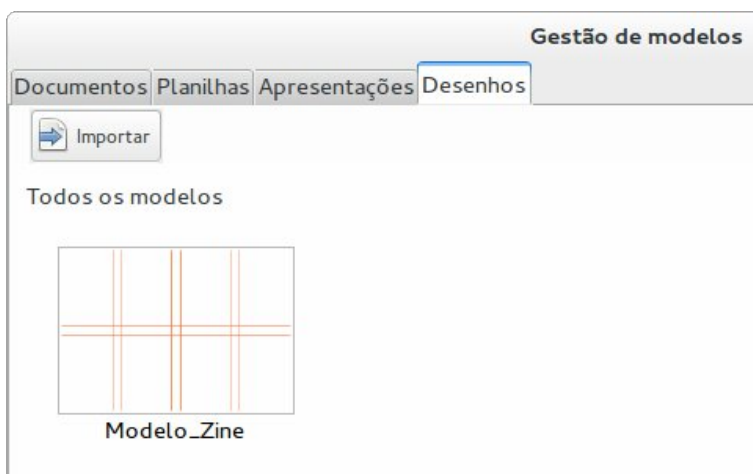 Gestão de modelos
Documentos Planilhas Apresentações Desenhos
Importar
Todos os modelos
Modelo_Zine